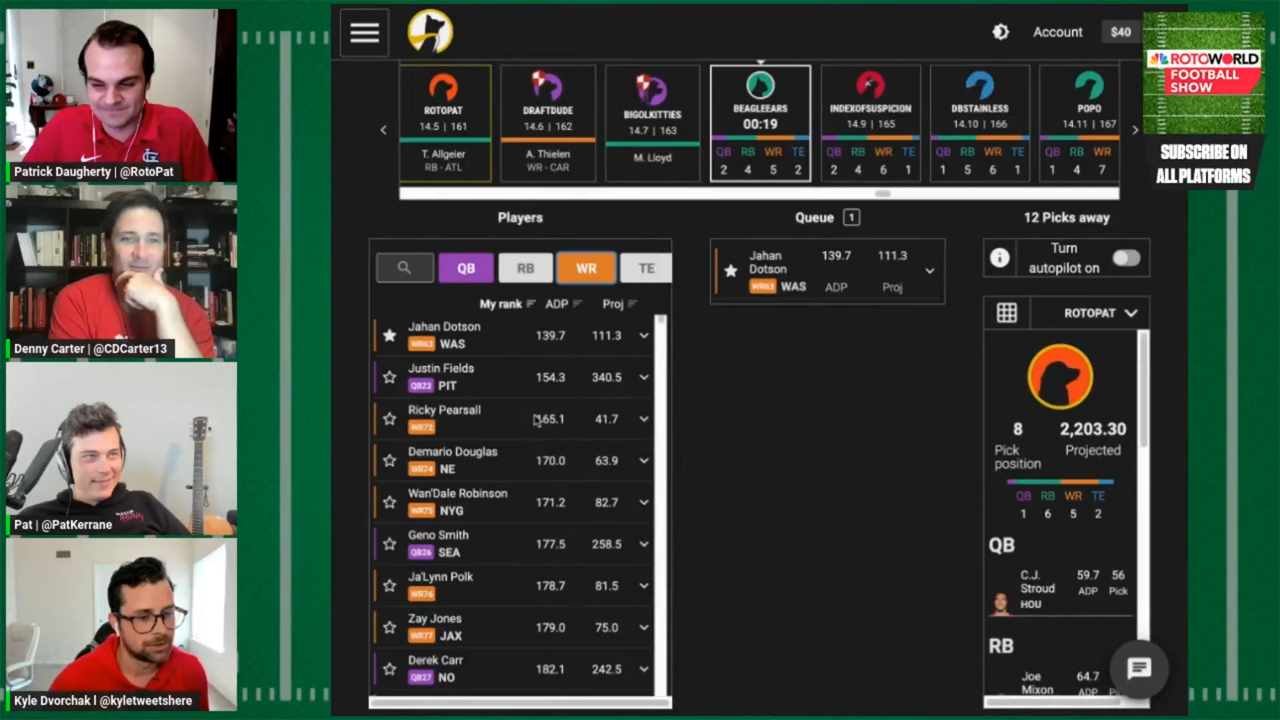 Patrick Daugherty | @RotoPat
Denny Carter | @CDCarter13
Pat | @PatKerrane
Kyle Dvorchak l @kyletweetshere
Account
$40
ROTOPAT
14.5 | 161
T. Allgeier
RB - ATL
DRAFTDUDE
14.6 | 162
A. Thielen
WR - CAR
BIGOLKITTIES
14.7 | 163
M. Lloyd
BEAGLEEARS
00:19
QB RB WR TE
2 4 5 2
INDEXOFSUSPICION
14.9 | 165
QB RB WR TE
2 4 6 1
DBSTAINLESS
14.10 | 166
QB RB WR TE
1 5 6 1
POPO
14.11 | 167
QB RB WR
1 4 7
Players
QB RB WR TE
My rank ADP Proj
Jahan Dotson
WR63 WAS
139.7 111.3
Justin Fields
QB23 PIT
154.3 340.5
Ricky Pearsall
WR72
165.1 41.7
Demario Douglas
WR74 NE
170.0 63.9
Wan'Dale Robinson
WR75 NYG
171.2 82.7
Geno Smith
QB26 SEA
177.5 258.5
Ja'Lynn Polk
WR76
178.7 81.5
Zay Jones
WR77 JAX
179.0 75.0
Derek Carr
QB27 NO
182.1 242.5
Queue 1
Jahan
Dotson
WR63 WAS
139.7 111.3
ADP Proj
12 Picks away
Turn
autopilot on
ROTOPAT
8 2,203.30
Pick
position
Projected
QB RB WR TE
1 6 5 2
QB
C.J.
Stroud
HOU
59.7 56
ADP Pick
RB
Joe
Mixon
64.7
ROTOWORLD
FOOTBALL
SHOW
SUBSCRIBE ON
ALL PLATFORMS